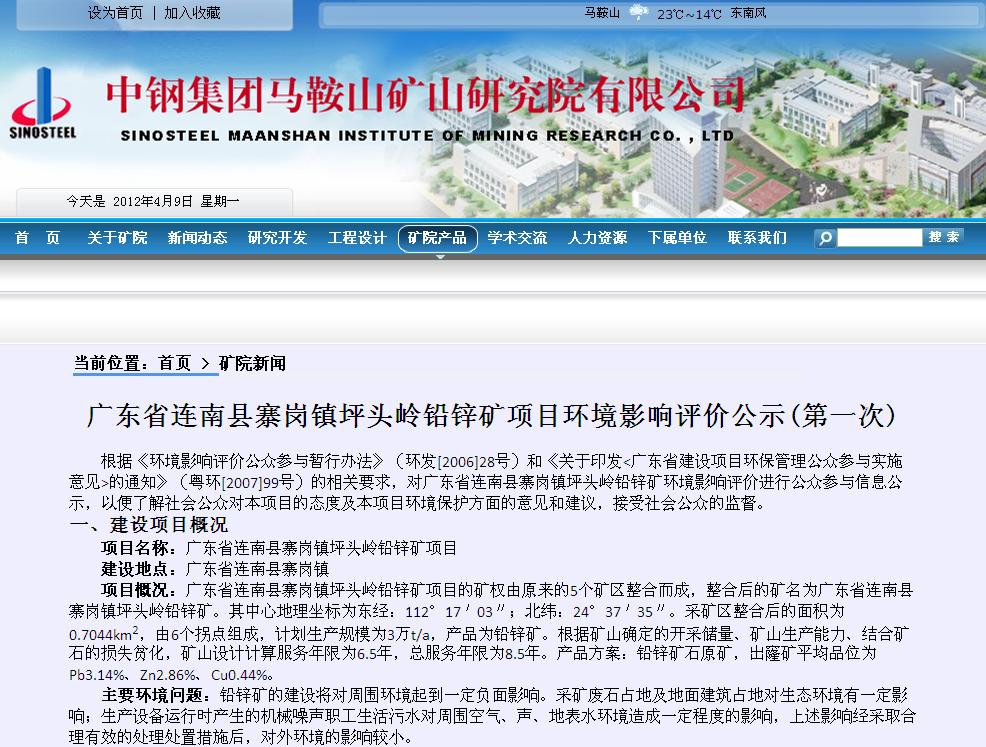 设为首页 | 加入收藏
马鞍山 23℃~14℃ 东南风
中钢集团马鞍山矿山研究院有限公司
SINOSTEEL
SINOSTEEL MAANSHAN INSTITUTE OF MINING RESEARCH CO. , LTD
今天是 2012年4月9日 星期一
首 页 关于矿院 新闻动态 研究开发 工程设计 矿院产品 学术交流 人力资源 下属单位 联系我们 搜 索
当前位置：首页 > 矿院新闻
广东省连南县寨岗镇坪头岭铅锌矿项目环境影响评价公示(第一次)
根据《环境影响评价公众参与暂行办法》（环发[2006]28号）和《关于印发<广东省建设项目环保管理公众参与实施
意见>的通知》（粤环[2007]99号）的相关要求，对广东省连南县寨岗镇坪头岭铅锌矿环境影响评价进行公众参与信息公
示，以便了解社会公众对本项目的态度及本项目环境保护方面的意见和建议，接受社会公众的监督。
一、建设项目概况
项目名称：广东省连南县寨岗镇坪头岭铅锌矿项目
建设地点：广东省连南县寨岗镇
项目概况：广东省连南县寨岗镇坪头岭铅锌矿项目的矿权由原来的5个矿区整合而成，整合后的矿名为广东省连南县
寨岗镇坪头岭铅锌矿。其中心地理坐标为东经：112°17′03″；北纬：24°37′35″。采矿区整合后的面积为
0.7044km²，由6个拐点组成，计划生产规模为3万t/a，产品为铅锌矿。根据矿山确定的开采储量、矿山生产能力、结合矿
石的损失贫化，矿山设计计算服务年限为6.5年，总服务年限为8.5年。产品方案：铅锌矿石原矿，出窿矿平均品位为
Pb3.14%、Zn2.86%、Cu0.44%。
主要环境问题：铅锌矿的建设将对周围环境起到一定负面影响。采矿废石占地及地面建筑占地对生态环境有一定影
响；生产设备运行时产生的机械噪声职工生活污水对周围空气、声、地表水环境造成一定程度的影响，上述影响经采取合
理有效的处理处置措施后，对外环境的影响较小。